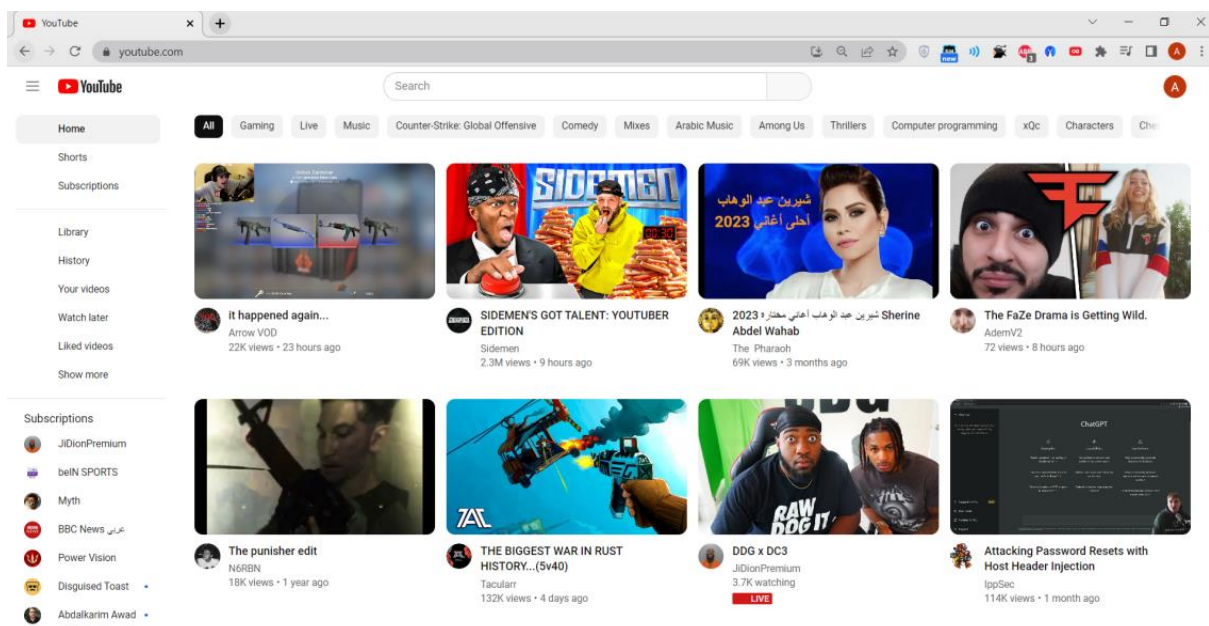 YouTube
youtube.com
new
3
A
YouTube
Search
A
Home
Shorts
Subscriptions
Library
History
Your videos
Watch later
Liked videos
Show more
Subscriptions
JiDionPremium
beIN SPORTS
Myth
BBC News عربي
Power Vision
Disguised Toast
Abdalkarim Awad
All Gaming Live Music Counter-Strike: Global Offensive Comedy Mixes Arabic Music Among Us Thrillers Computer programming xQc Characters
SIDEMEN
00:30
شيرين عبد الوهاب
أحلى أغاني
2023
it happened again...
Arrow VOD
22K views • 23 hours ago
SIDEMEN'S GOT TALENT: YOUTUBER
EDITION
Sidemen
2.3M views • 9 hours ago
شيرين عبد الوهاب أغاني مختاره 2023 Sherine
Abdel Wahab
The Pharaoh
69K views • 3 months ago
The FaZe Drama is Getting Wild.
AdemV2
72 views • 8 hours ago
TAC
RAW
DOG IT
ChatGPT
The punisher edit
N6RBN
18K views • 1 year ago
THE BIGGEST WAR IN RUST
HISTORY...(5v40)
Tacularr
132K views • 4 days ago
DDG x DC3
JiDionPremium
3.7K watching
LIVE
Attacking Password Resets with
Host Header Injection
IppSec
114K views • 1 month ago